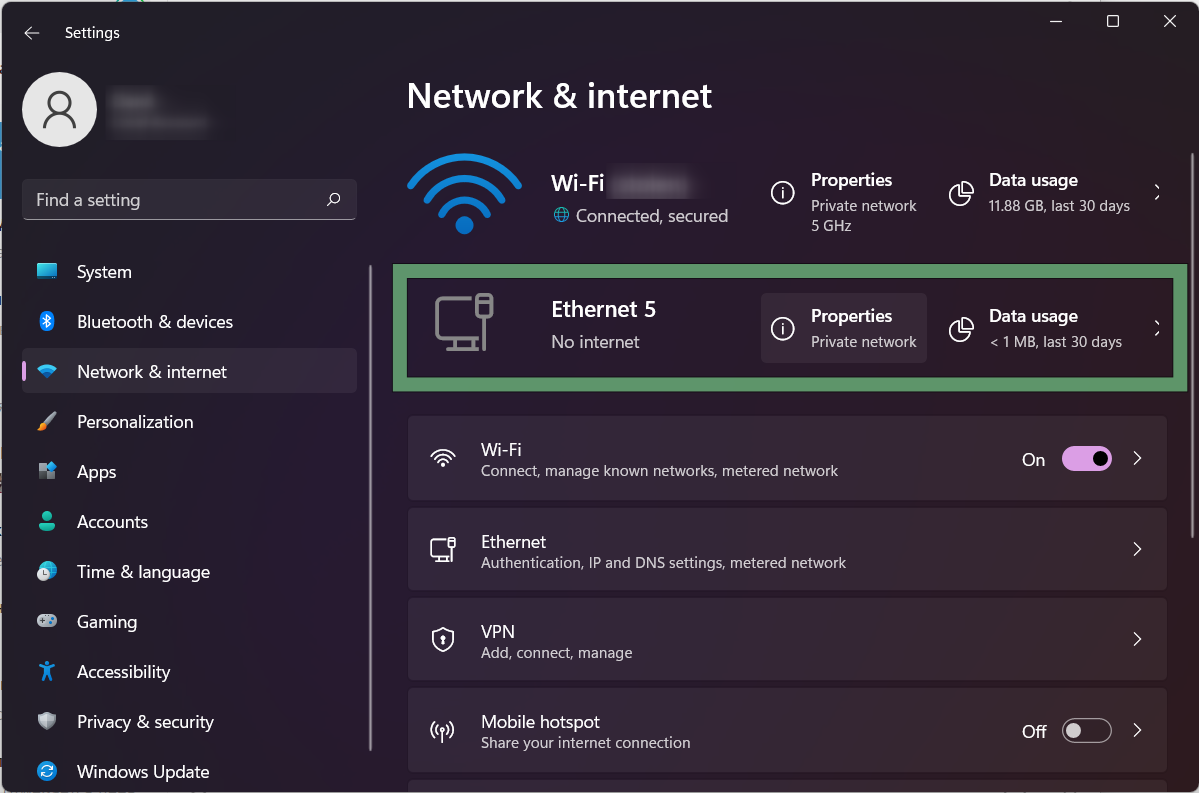 Settings
Find a setting
System
Bluetooth & devices
Network & internet
Personalization
Apps
Accounts
Time & language
Gaming
Accessibility
Privacy & security
Windows Update
Network & internet
Wi-Fi
Connected, secured
Properties
Private network
5 GHz
Data usage
11.88 GB, last 30 days
Ethernet 5
No internet
Properties
Private network
Data usage
< 1 MB, last 30 days
Wi-Fi
Connect, manage known networks, metered network
On
Ethernet
Authentication, IP and DNS settings, metered network
VPN
Add, connect, manage
Mobile hotspot
Share your internet connection
Off